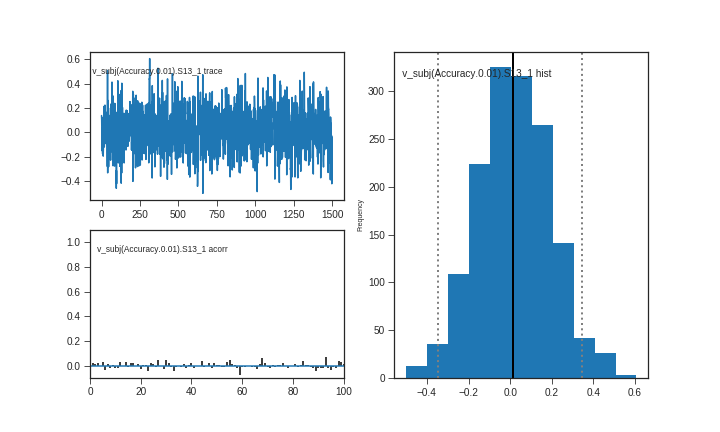 v_subj(Accuracy.0.01).S13_1 trace
0.6
0.4
0.2
0.0
−0.2
−0.4
0 250 500 750 1000 1250 1500
v_subj(Accuracy.0.01).S13_1 acorr
1.0
0.8
0.6
0.4
0.2
0.0
0 20 40 60 80 100
v_subj(Accuracy.0.01).S13_1 hist
Frequency
300
250
200
150
100
50
0
−0.4 −0.2 0.0 0.2 0.4 0.6